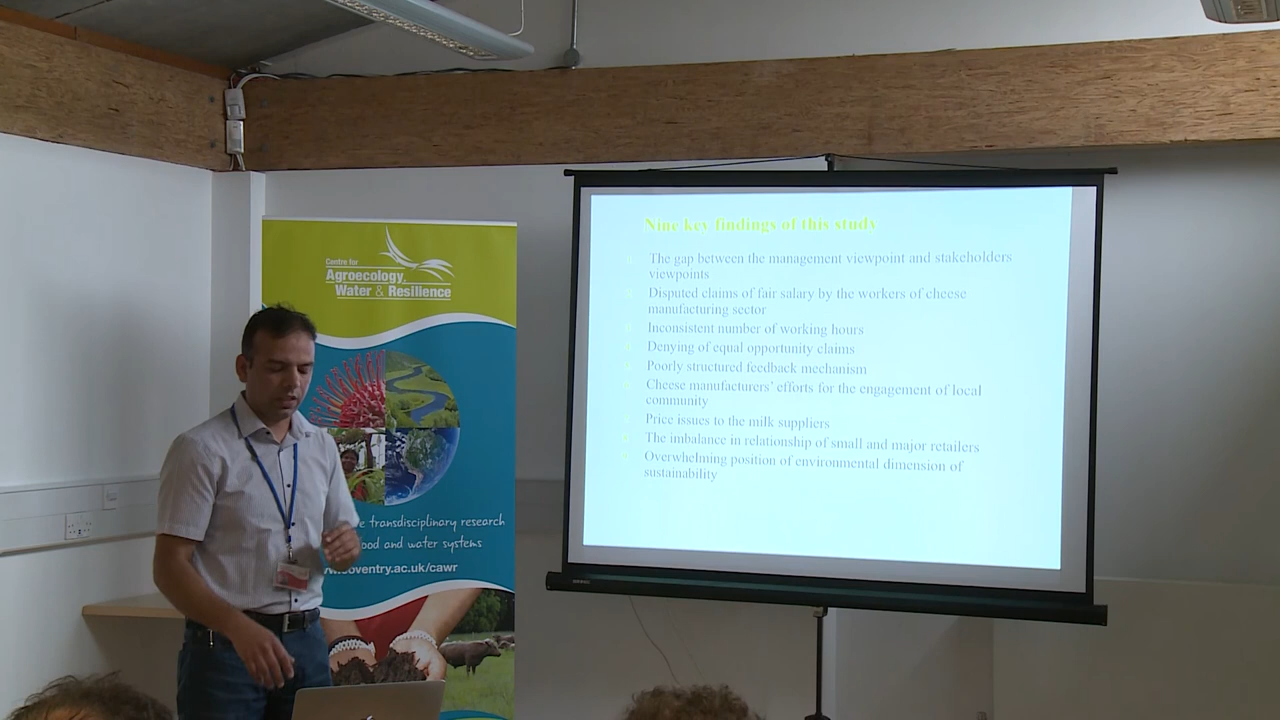 Centre for
Agroecology,
Water & Resilience
transdisciplinary research
food and water systems
coventry.ac.uk/cawr
Nine key findings of this study
The gap between the management viewpoint and stakeholders
viewpoints
Disputed claims of fair salary by the workers of cheese
manufacturing sector
Inconsistent number of working hours
Denying of equal opportunity claims
Poorly structured feedback mechanism
Cheese manufacturers' efforts for the engagement of local
community
Price issues to the milk suppliers
The imbalance in relationship of small and major retailers
Overwhelming position of environmental dimension of
sustainability